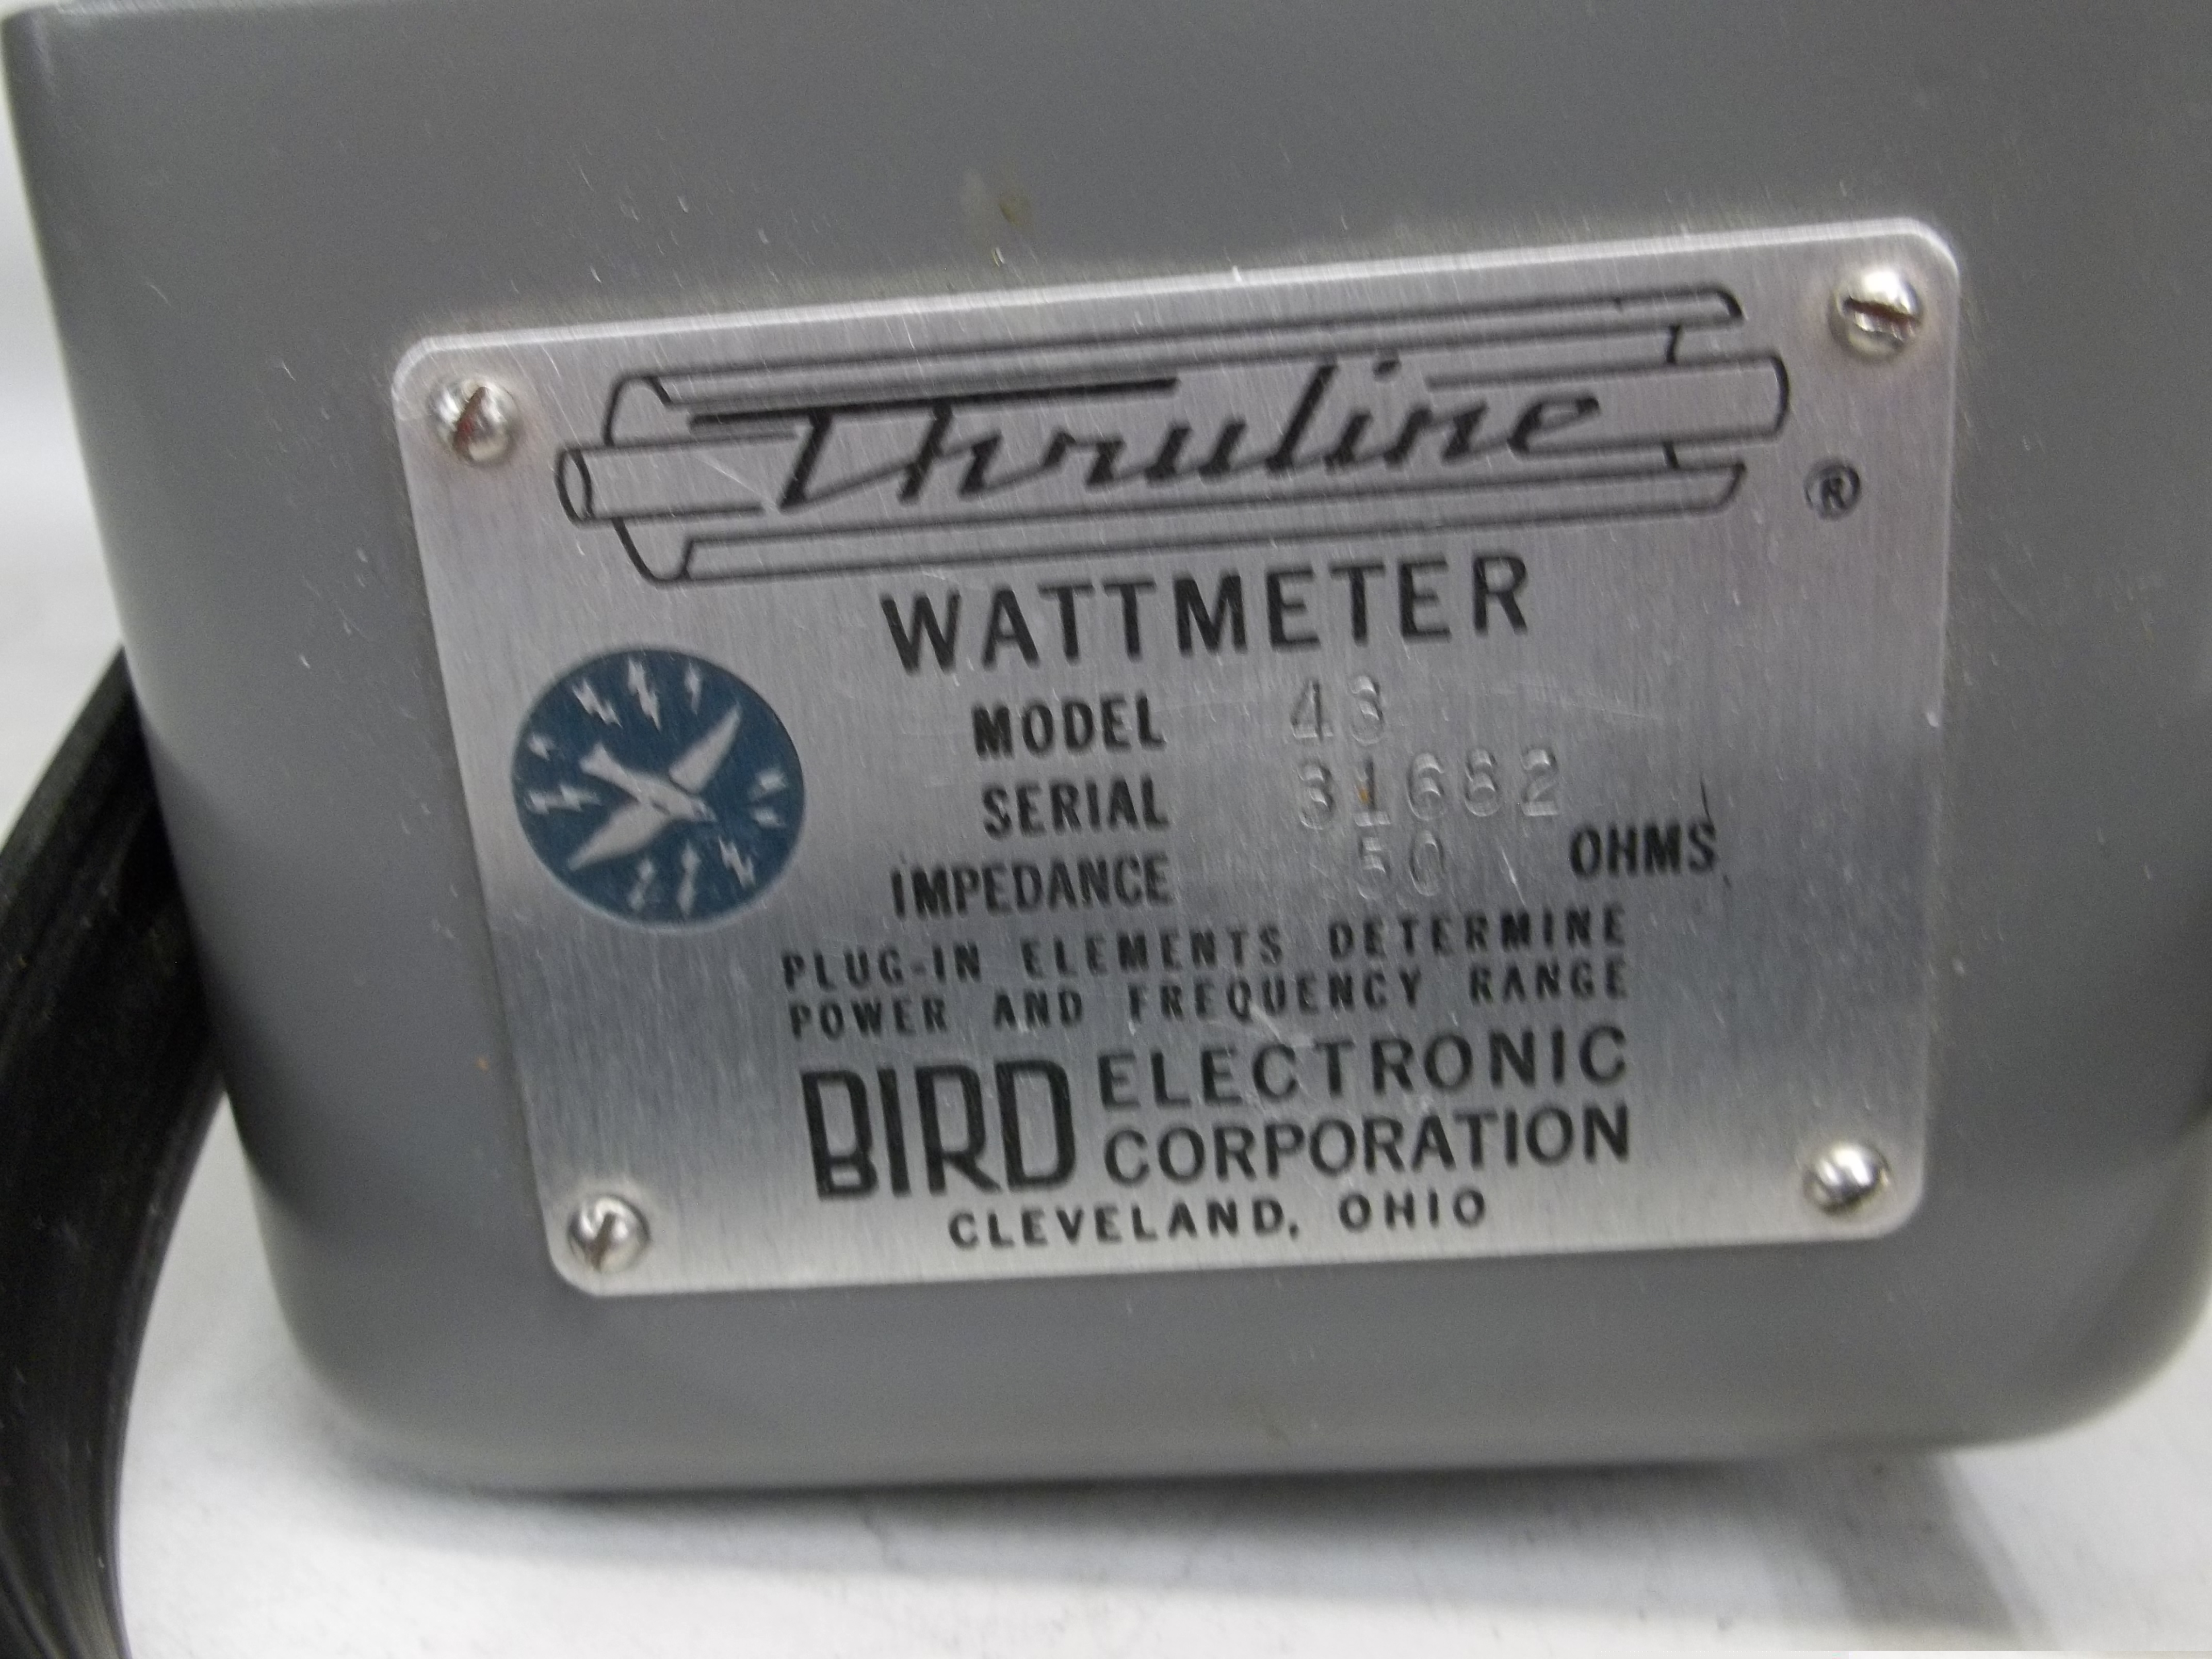 Thruline ®
WATTMETER
MODEL 43
SERIAL 31682
IMPEDANCE 50 OHMS
PLUG-IN ELEMENTS DETERMINE
POWER AND FREQUENCY RANGE
BIRD ELECTRONIC
CORPORATION
CLEVELAND, OHIO